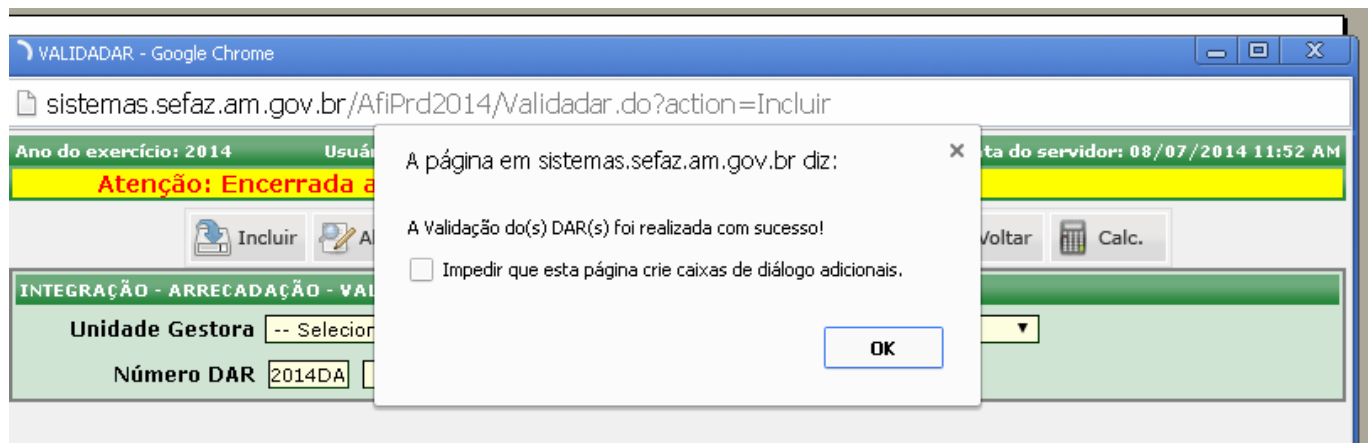 VALIDADAR - Google Chrome
sistemas.sefaz.am.gov.br/AfiPrd2014/Validadar.do?action=Incluir
Ano do exercício: 2014 Usuá ta do servidor: 08/07/2014 11:52 AM
Atenção: Encerrada a
Incluir Al Voltar Calc.
INTEGRAÇÃO - ARRECADAÇÃO - VAL
Unidade Gestora -- Selecion
Número DAR 2014DA
A página em sistemas.sefaz.am.gov.br diz:
A Validação do(s) DAR(s) foi realizada com sucesso!
Impedir que esta página crie caixas de diálogo adicionais.
OK